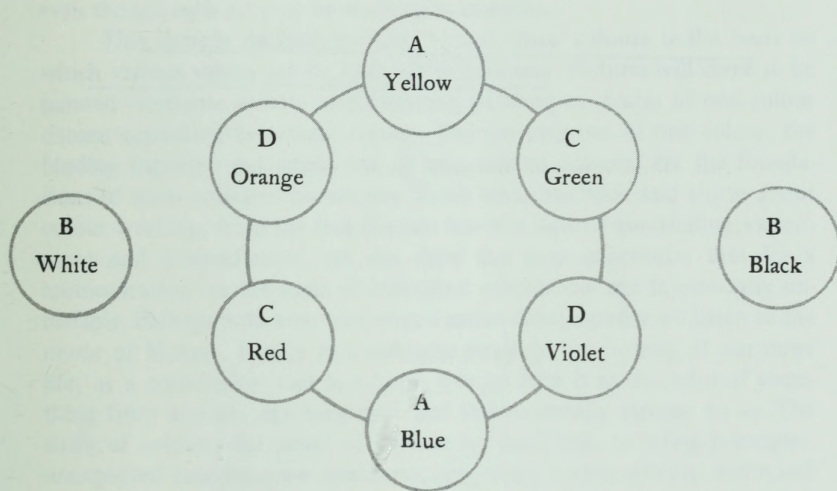 A
Yellow
D
Orange
C
Green
B
White
B
Black
C
Red
D
Violet
A
Blue